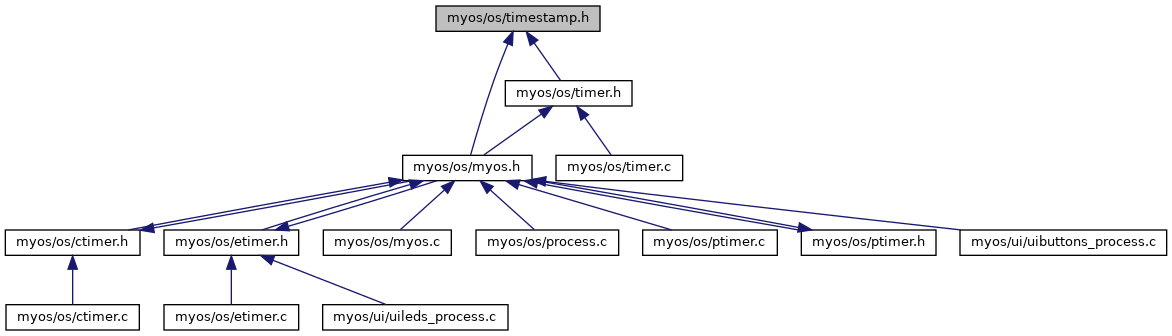 myos/os/timestamp.h
myos/os/timer.h
myos/os/myos.h
myos/os/timer.c
myos/os/ctimer.h
myos/os/etimer.h
myos/os/myos.c
myos/os/process.c
myos/os/ptimer.c
myos/os/ptimer.h
myos/ui/uibuttons_process.c
myos/os/ctimer.c
myos/os/etimer.c
myos/ui/uileds_process.c